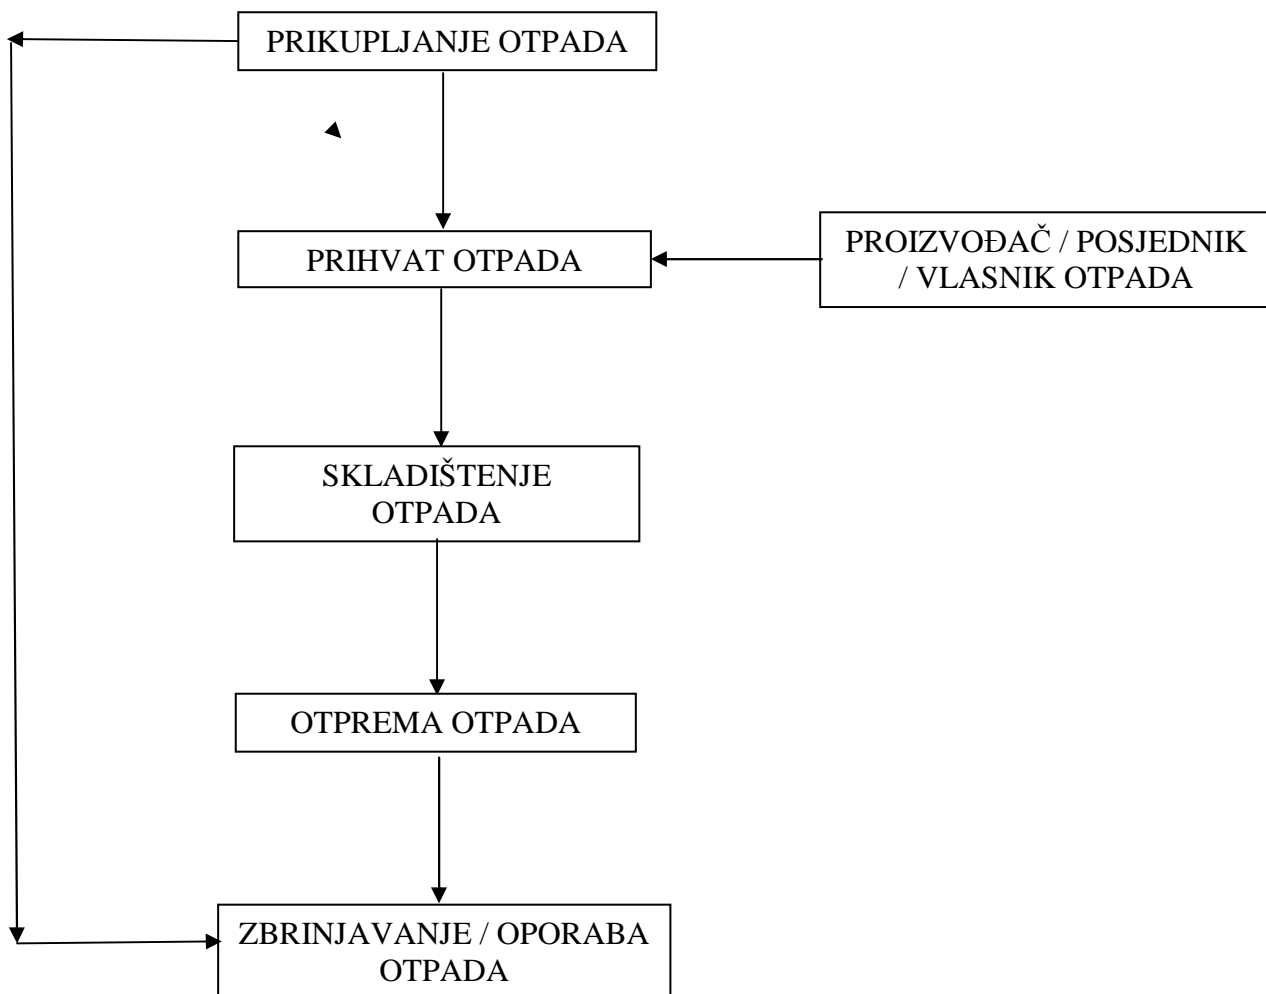 PRIKUPLJANJE OTPADA
PRIHVAT OTPADA
PROIZVOĐAČ / POSJEDNIK
/ VLASNIK OTPADA
SKLADIŠTENJE
OTPADA
OTPREMA OTPADA
ZBRINJAVANJE / OPORABA
OTPADA